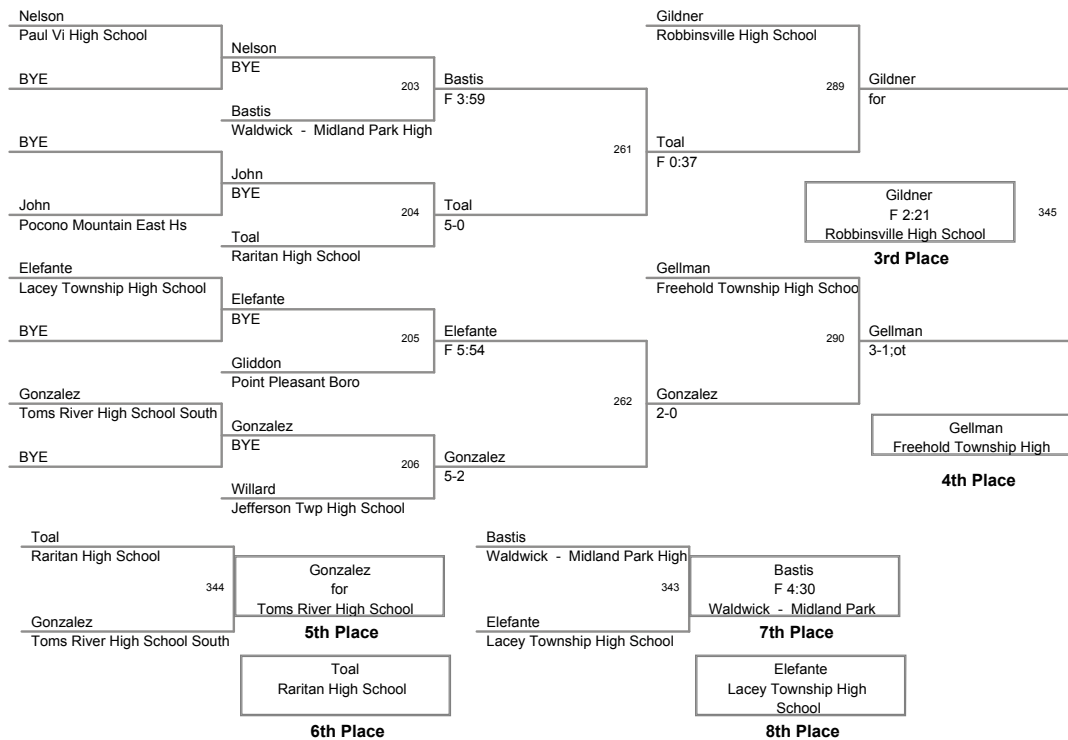 Nelson
Paul Vi High School
BYE
BYE
John
Pocono Mountain East Hs
Elefante
Lacey Township High School
BYE
Gonzalez
Toms River High School South
BYE
Nelson
BYE
203
Bastis
Waldwick - Midland Park High
John
BYE
204
Toal
Raritan High School
Elefante
BYE
205
Gliddon
Point Pleasant Boro
Gonzalez
BYE
206
Willard
Jefferson Twp High School
Bastis
F 3:59
261
Toal
5-0
Elefante
F 5:54
262
Gonzalez
5-2
Gildner
Robbinsville High School
289
Toal
F 0:37
Gellman
Freehold Township High Schoo
290
Gonzalez
2-0
Gildner
for
Gildner
F 2:21
Robbinsville High School
345
3rd Place
Gellman
3-1;ot
Gellman
Freehold Township High
4th Place
Toal
Raritan High School
344
Gonzalez
Toms River High School South
Gonzalez
for
Toms River High School
5th Place
Toal
Raritan High School
6th Place
Bastis
Waldwick - Midland Park High
343
Elefante
Lacey Township High School
Bastis
F 4:30
Waldwick - Midland Park
7th Place
Elefante
Lacey Township High
School
8th Place